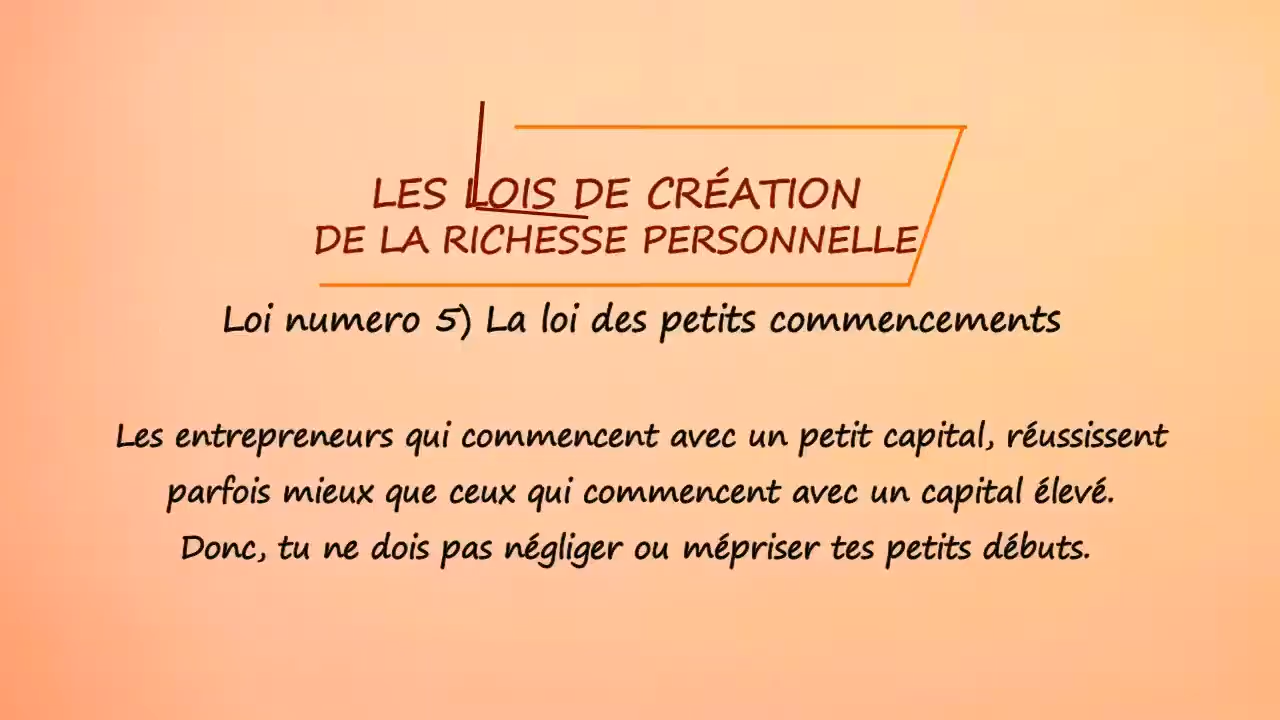 LES LOIS DE CRÉATION
DE LA RICHESSE PERSONNELLE
Loi numero 5) La loi des petits commencements
Les entrepreneurs qui commencent avec un petit capital, réussissent
parfois mieux que ceux qui commencent avec un capital élevé.
Donc, tu ne dois pas négliger ou mépriser tes petits débuts.